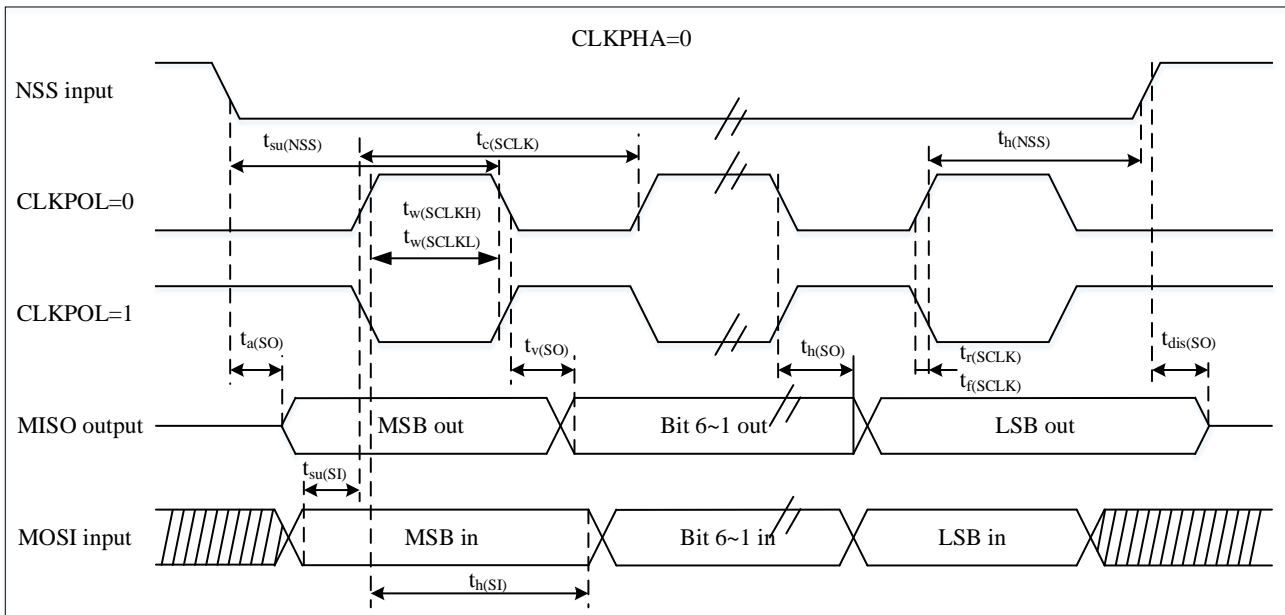 CLKPHA=0
NSS input
tsu(NSS)
tc(SCLK)
th(NSS)
CLKPOL=0
tw(SCLKH)
tw(SCLKL)
CLKPOL=1
ta(SO)
tv(SO)
th(SO)
tr(SCLK)
tf(SCLK)
tdis(SO)
MISO output
MSB out
Bit 6~1 out
LSB out
tsu(SI)
MOSI input
MSB in
Bit 6~1 in
LSB in
th(SI)